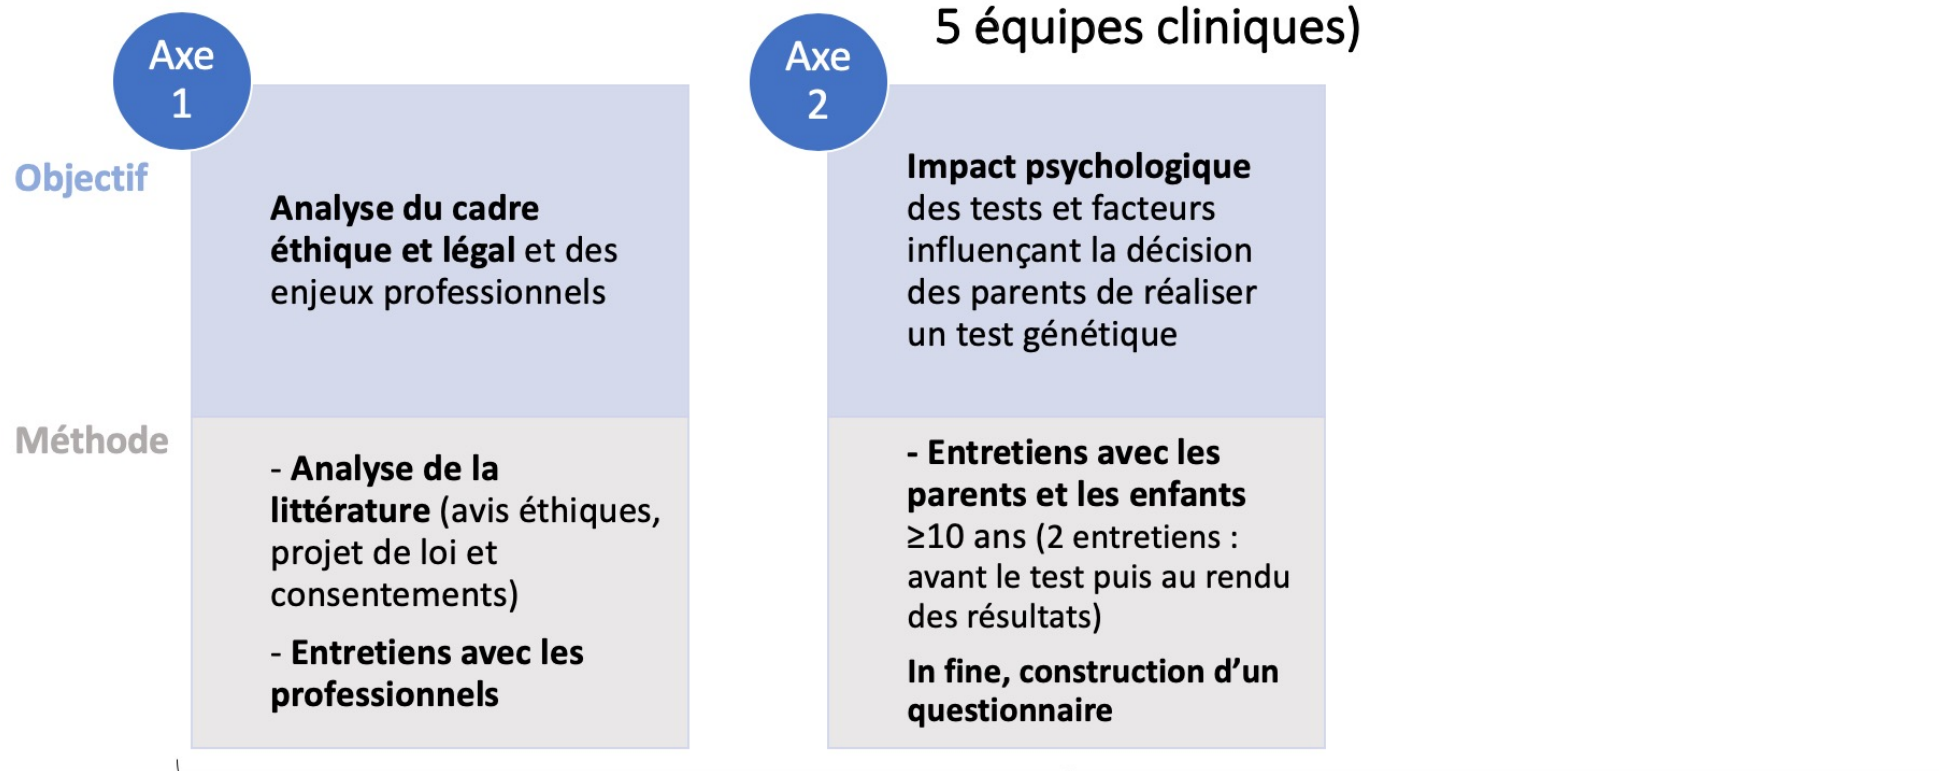 5 équipes cliniques)
Axe
1
Objectif
Analyse du cadre
éthique et légal et des
enjeux professionnels
Méthode
- Analyse de la
littérature (avis éthiques,
projet de loi et
consentements)
- Entretiens avec les
professionnels
Axe
2
Impact psychologique
des tests et facteurs
influençant la décision
des parents de réaliser
un test génétique
- Entretiens avec les
parents et les enfants
≥10 ans (2 entretiens :
avant le test puis au rendu
des résultats)
In fine, construction d’un
questionnaire